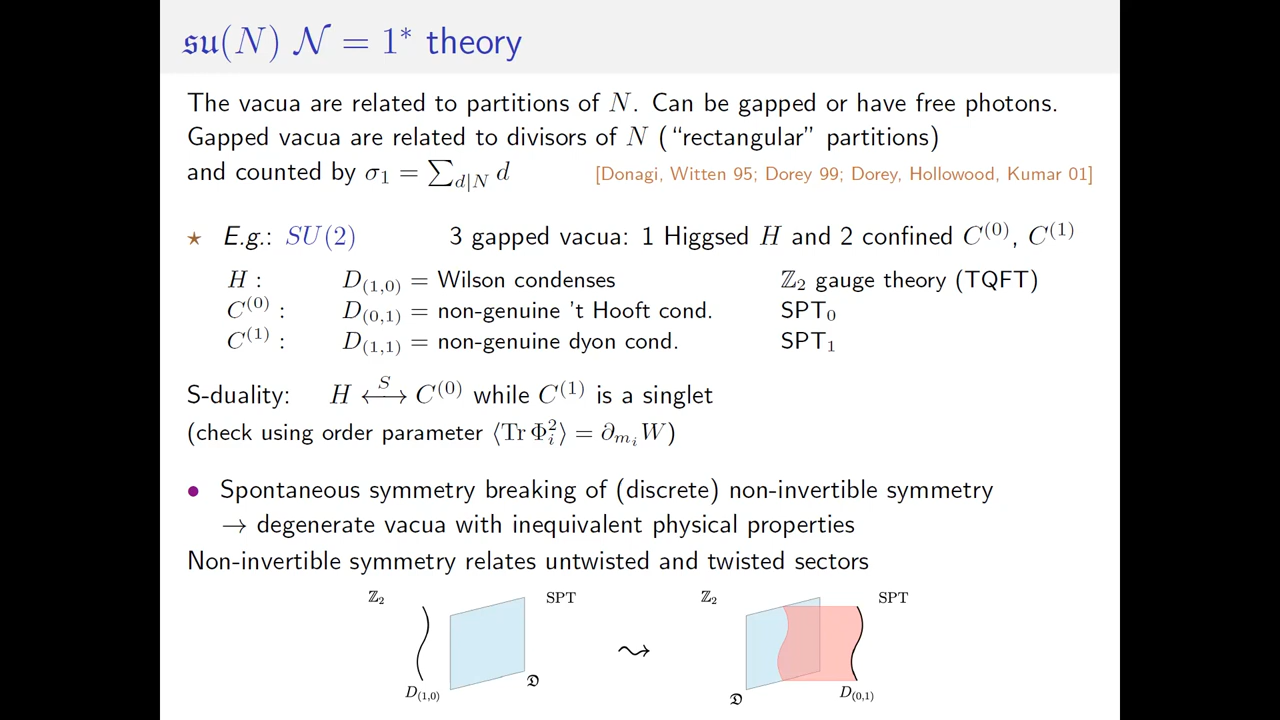 𝔰𝔲(N) 𝒩 = 1* theory
The vacua are related to partitions of N. Can be gapped or have free photons.
Gapped vacua are related to divisors of N (“rectangular” partitions)
and counted by σ₁ = ∑_{d|N} d [Donagi, Witten 95; Dorey 99; Dorey, Hollowood, Kumar 01]
⋆ E.g.: SU(2) 3 gapped vacua: 1 Higgsed H and 2 confined C^{(0)}, C^{(1)}
H : D_{(1,0)} = Wilson condenses ℤ₂ gauge theory (TQFT)
C^{(0)} : D_{(0,1)} = non-genuine ’t Hooft cond. SPT₀
C^{(1)} : D_{(1,1)} = non-genuine dyon cond. SPT₁
S-duality: H ⟷^{S} C^{(0)} while C^{(1)} is a singlet
(check using order parameter ⟨Tr Φ_i^2⟩ = ∂_{m_i} W)
• Spontaneous symmetry breaking of (discrete) non-invertible symmetry
→ degenerate vacua with inequivalent physical properties
Non-invertible symmetry relates untwisted and twisted sectors
ℤ₂ SPT ℤ₂ SPT
⇝
D_{(1,0)} 𝔇 𝔇 D_{(0,1)}